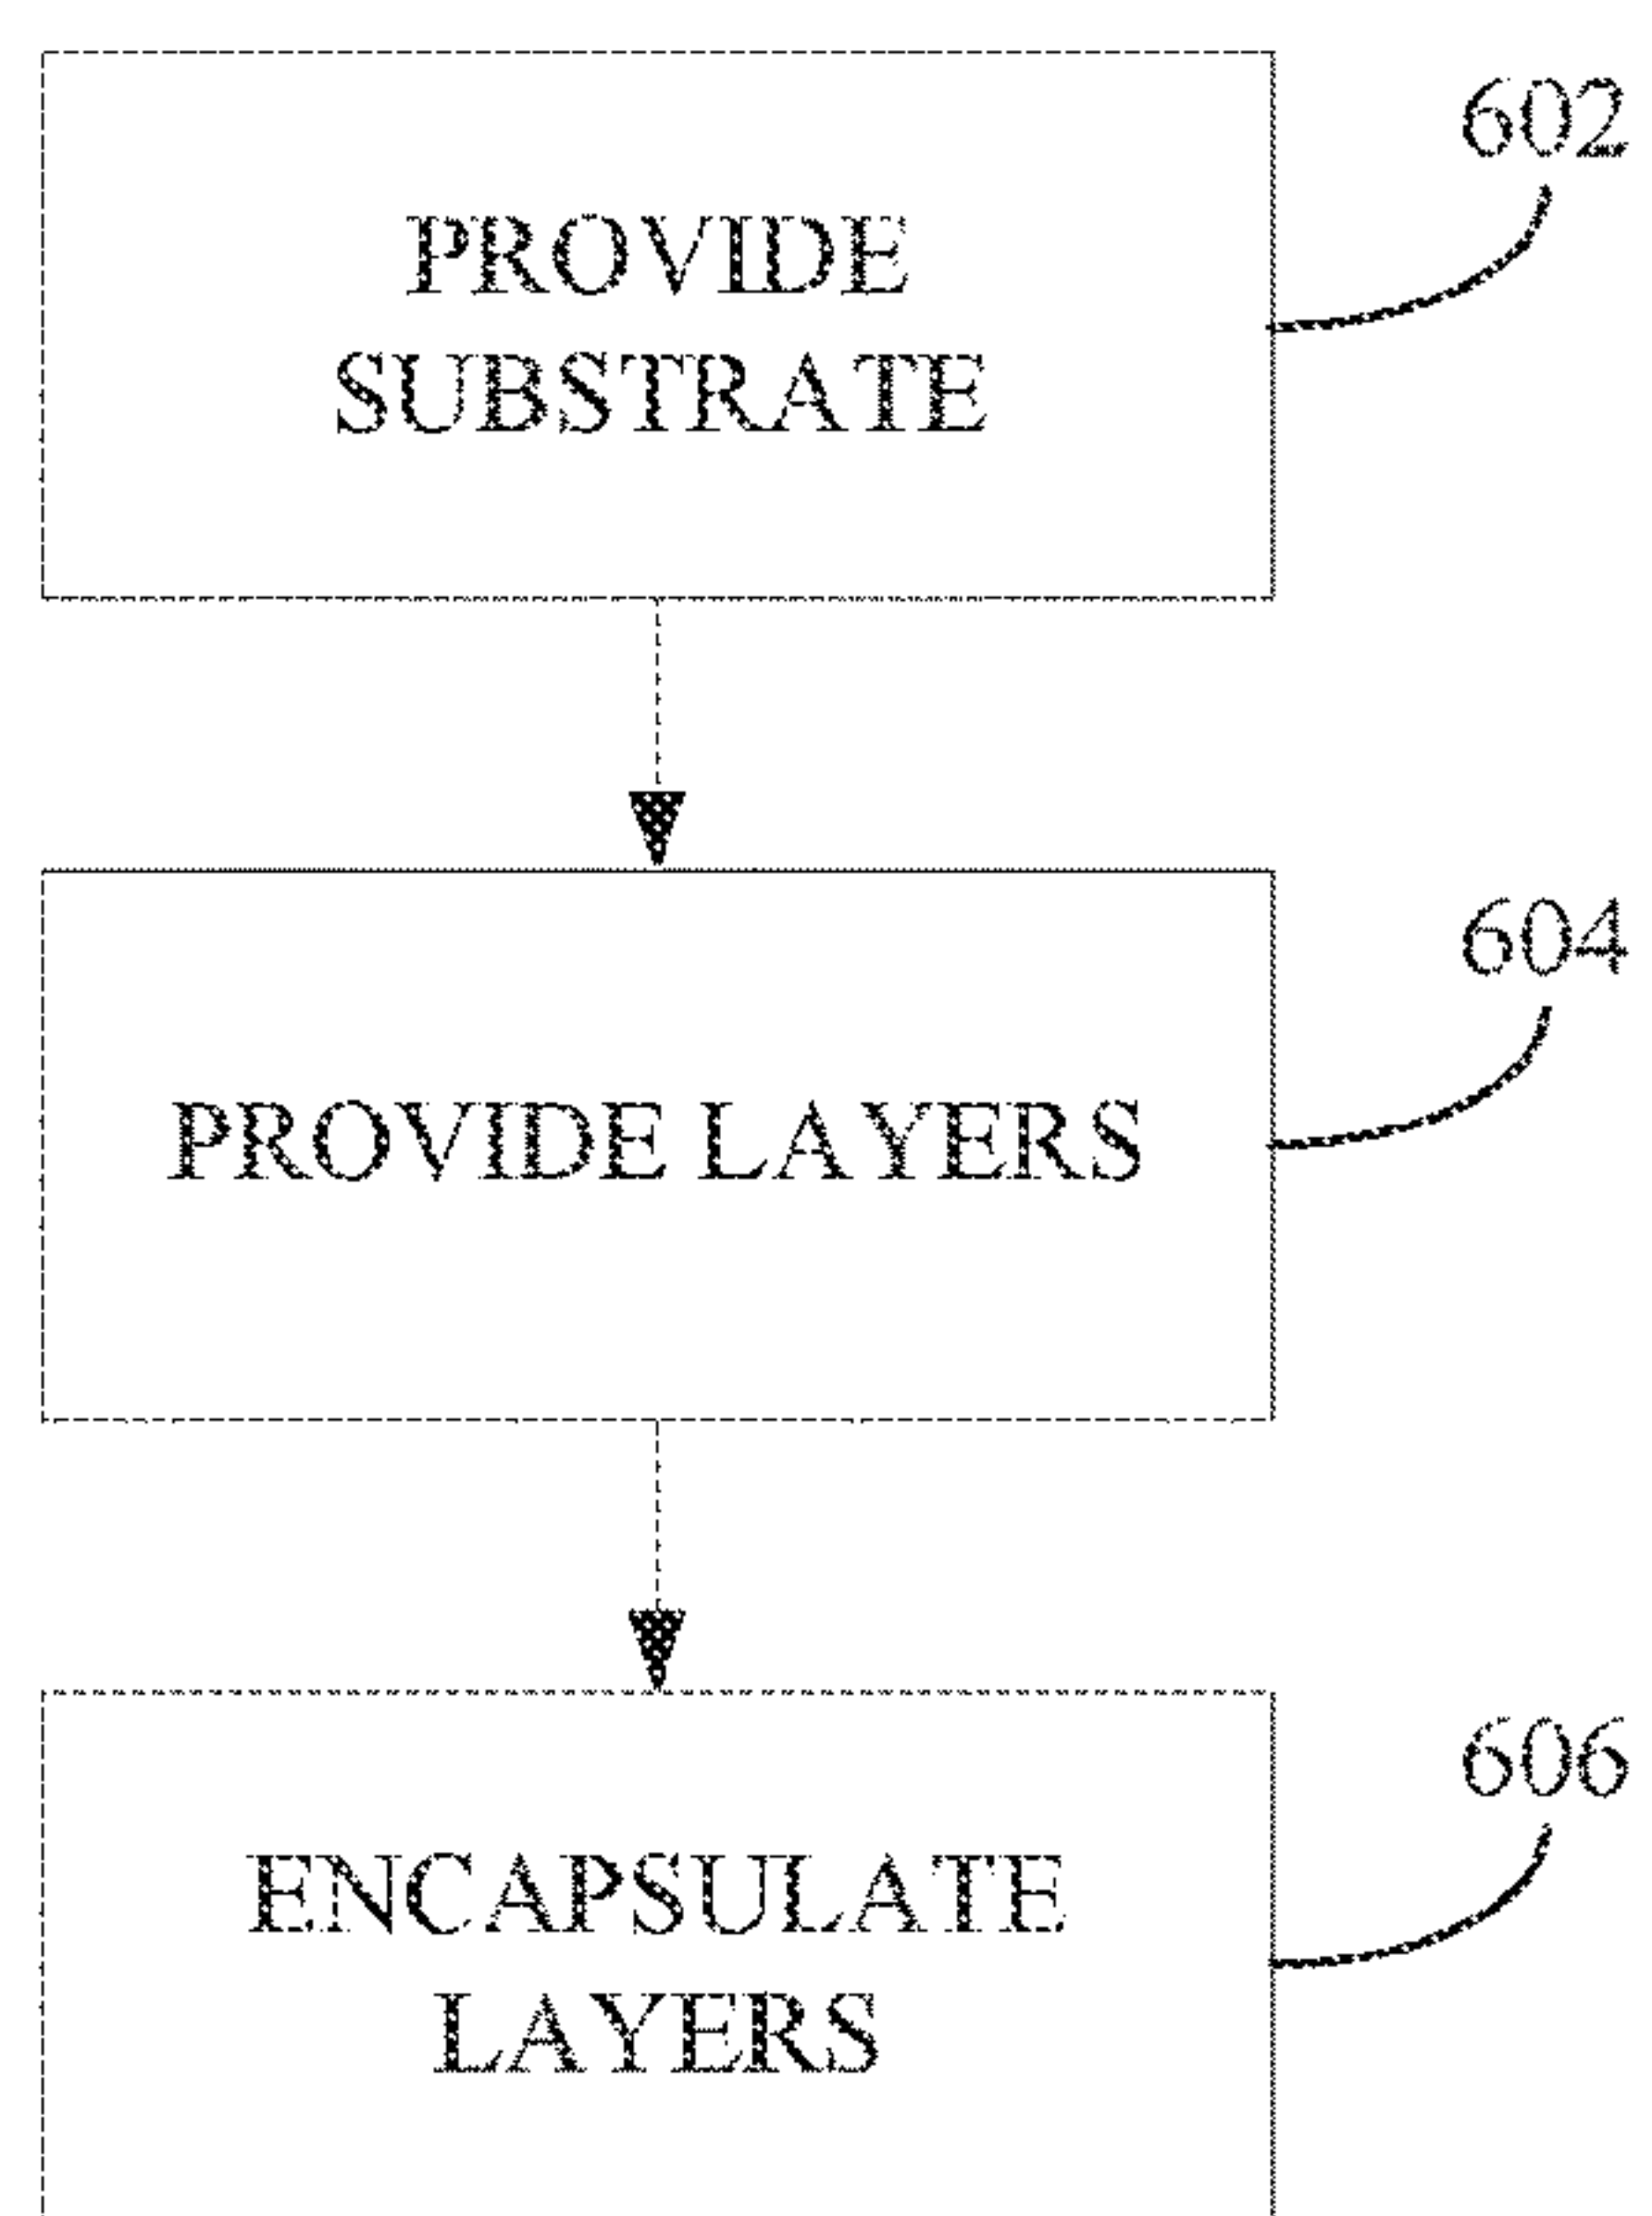 602
PROVIDE
SUBSTRATE
604
PROVIDE LAYERS
606
ENCAPSULATE
LAYERS